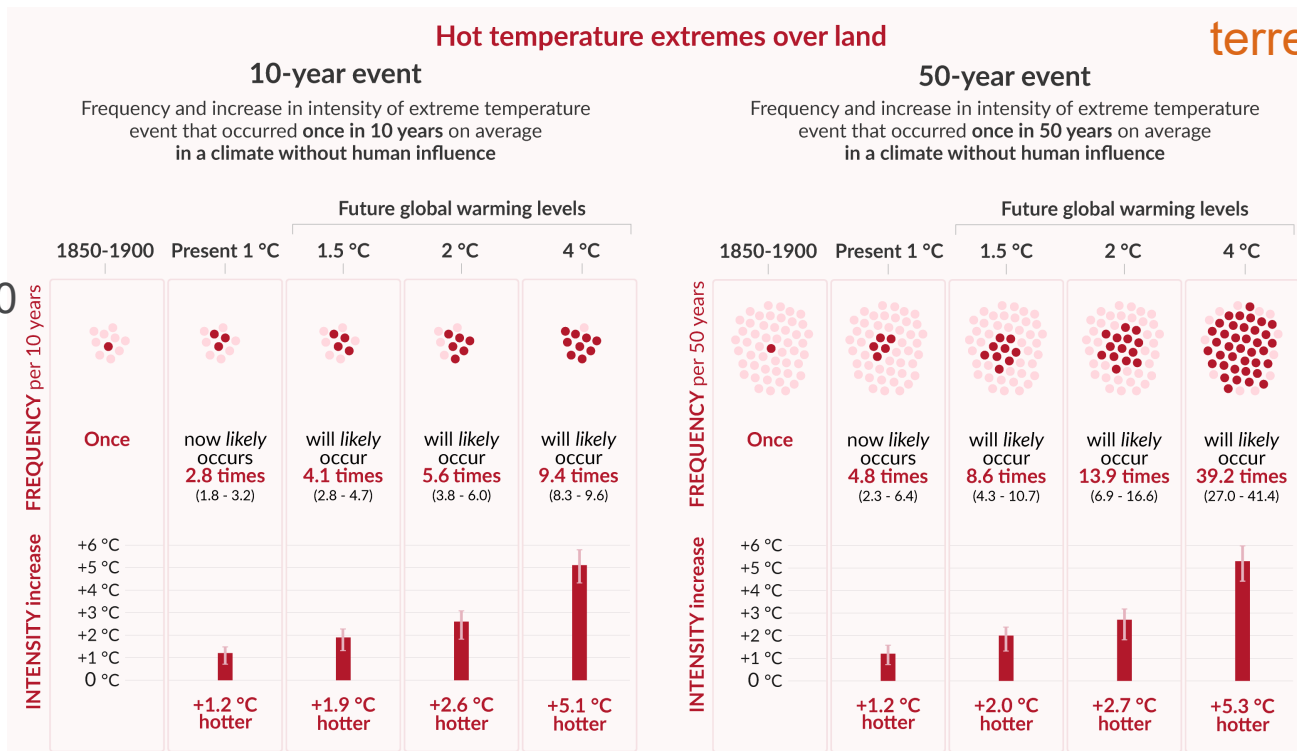 Hot temperature extremes over land
terre
10-year event
Frequency and increase in intensity of extreme temperature
event that occurred once in 10 years on average
in a climate without human influence
Future global warming levels
1850-1900
Present 1 °C
1.5 °C
2 °C
4 °C
0
FREQUENCY per 10 years
Once
now likely
occurs
2.8 times
(1.8 - 3.2)
will likely
occur
4.1 times
(2.8 - 4.7)
will likely
occur
5.6 times
(3.8 - 6.0)
will likely
occur
9.4 times
(8.3 - 9.6)
INTENSITY increase
+6 °C
+5 °C
+4 °C
+3 °C
+2 °C
+1 °C
0 °C
+1.2 °C
hotter
+1.9 °C
hotter
+2.6 °C
hotter
+5.1 °C
hotter
50-year event
Frequency and increase in intensity of extreme temperature
event that occurred once in 50 years on average
in a climate without human influence
Future global warming levels
1850-1900
Present 1 °C
1.5 °C
2 °C
4 °C
FREQUENCY per 50 years
Once
now likely
occurs
4.8 times
(2.3 - 6.4)
will likely
occur
8.6 times
(4.3 - 10.7)
will likely
occur
13.9 times
(6.9 - 16.6)
will likely
occur
39.2 times
(27.0 - 41.4)
INTENSITY increase
+6 °C
+5 °C
+4 °C
+3 °C
+2 °C
+1 °C
0 °C
+1.2 °C
hotter
+2.0 °C
hotter
+2.7 °C
hotter
+5.3 °C
hotter